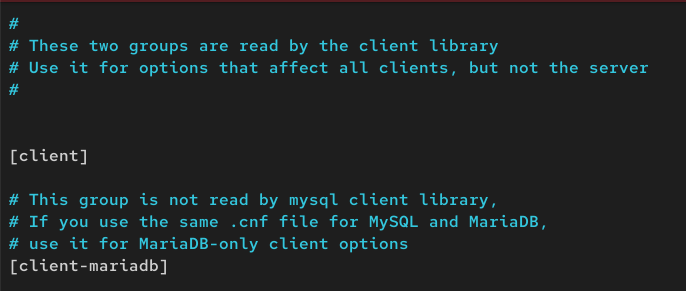 #
# These two groups are read by the client library
# Use it for options that affect all clients, but not the server
#
[client]
# This group is not read by mysql client library,
# If you use the same .cnf file for MySQL and MariaDB,
# use it for MariaDB-only client options
[client-mariadb]